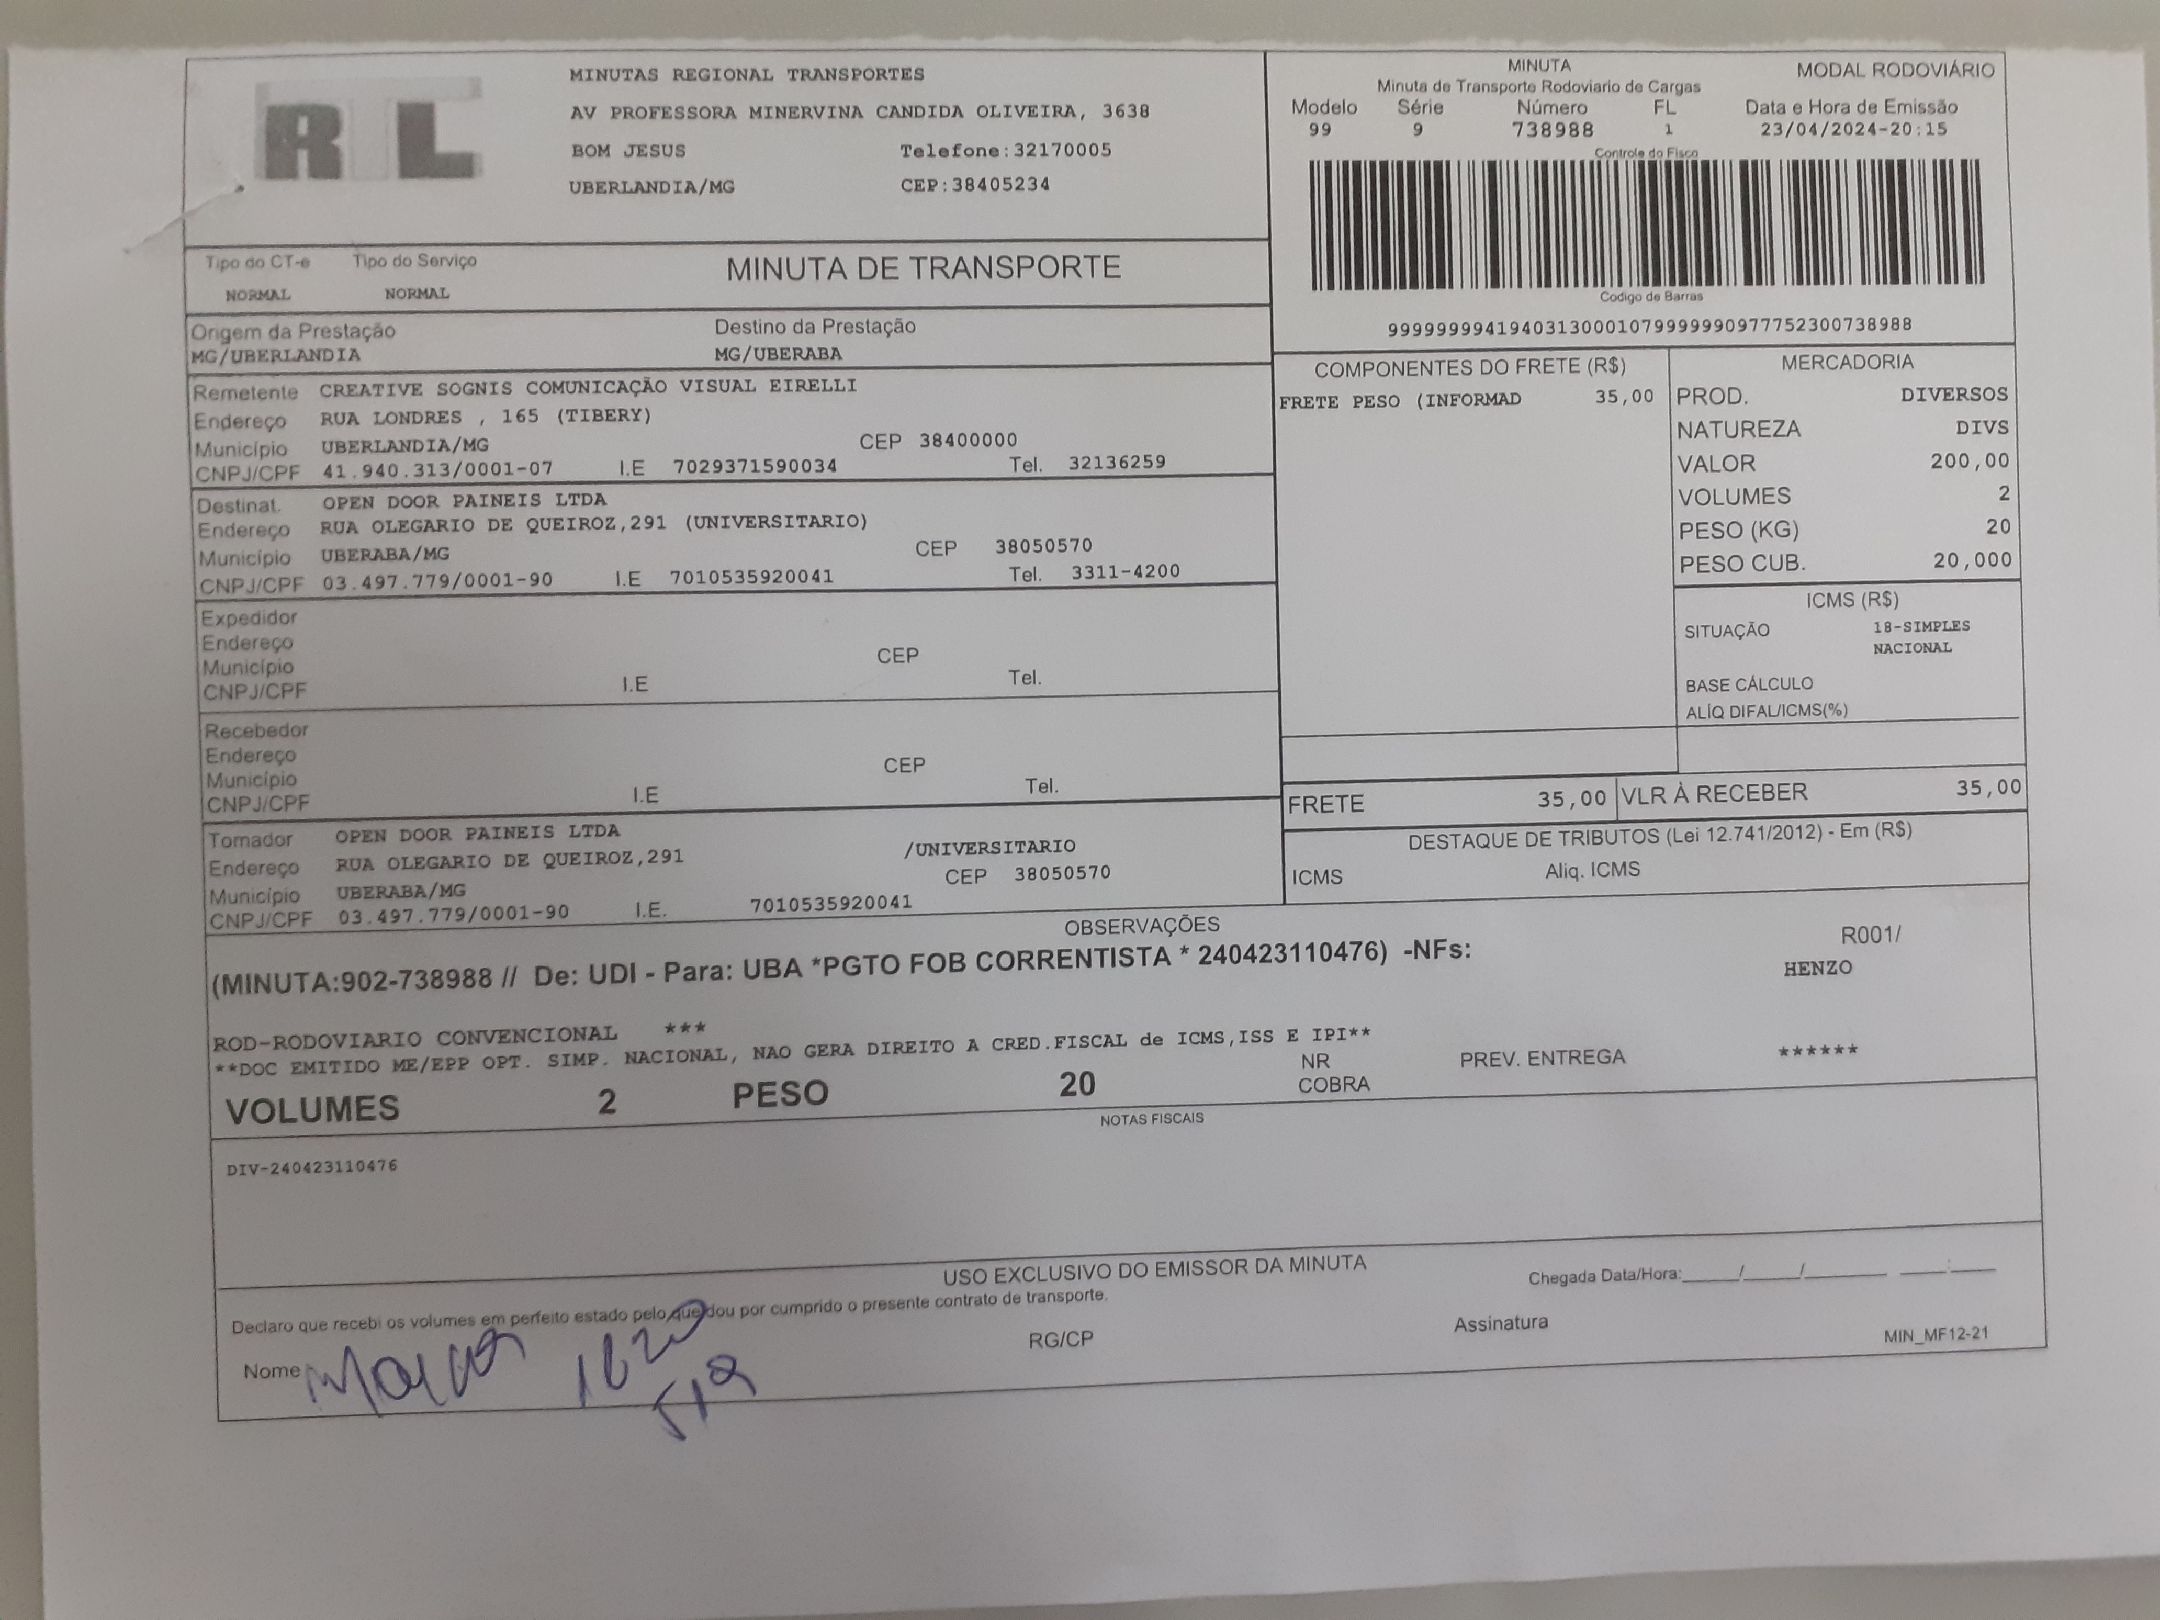 RTL
MINUTAS REGIONAL TRANSPORTES
AV PROFESSORA MINERVINA CANDIDA OLIVEIRA, 3638
BOM JESUS Telefone:32170005
UBERLANDIA/MG CEP:38405234
MINUTA MODAL RODOVIÁRIO
Minuta de Transporte Rodoviario de Cargas
Modelo Série Número FL Data e Hora de Emissão
99 9 738988 1 23/04/2024-20:15
Controle do Fisco
Codigo de Barras
99999999419403130001079999990977752300738988
Tipo do CT-e Tipo do Serviço MINUTA DE TRANSPORTE
NORMAL NORMAL
Origem da Prestação Destino da Prestação
MG/UBERLANDIA MG/UBERABA
Remetente CREATIVE SOGNIS COMUNICAÇÃO VISUAL EIRELLI
Endereço RUA LONDRES , 165 (TIBERY)
Município UBERLANDIA/MG CEP 38400000
CNPJ/CPF 41.940.313/0001-07 I.E 7029371590034 Tel. 32136259
Destinat. OPEN DOOR PAINEIS LTDA
Endereço RUA OLEGARIO DE QUEIROZ,291 (UNIVERSITARIO)
Município UBERABA/MG CEP 38050570
CNPJ/CPF 03.497.779/0001-90 I.E 7010535920041 Tel. 3311-4200
Expedidor
Endereço
Município CEP
CNPJ/CPF I.E Tel.
Recebedor
Endereço
Município CEP
CNPJ/CPF I.E Tel.
Tomador OPEN DOOR PAINEIS LTDA
Endereço RUA OLEGARIO DE QUEIROZ,291 /UNIVERSITARIO
Município UBERABA/MG CEP 38050570
CNPJ/CPF 03.497.779/0001-90 I.E. 7010535920041
COMPONENTES DO FRETE (R$)
FRETE PESO (INFORMAD 35,00
MERCADORIA
PROD. DIVERSOS
NATUREZA DIVS
VALOR 200,00
VOLUMES 2
PESO (KG) 20
PESO CUB. 20,000
ICMS (R$)
SITUAÇÃO 18-SIMPLES
NACIONAL
BASE CÁLCULO
ALÍQ DIFAL/ICMS(%)
FRETE 35,00 VLR À RECEBER 35,00
DESTAQUE DE TRIBUTOS (Lei 12.741/2012) - Em (R$)
ICMS Aliq. ICMS
OBSERVAÇÕES
(MINUTA:902-738988 // De: UDI - Para: UBA *PGTO FOB CORRENTISTA * 240423110476) -NFs:
R001/
HENZO
ROD-RODOVIARIO CONVENCIONAL ***
**DOC EMITIDO ME/EPP OPT. SIMP. NACIONAL, NAO GERA DIREITO A CRED.FISCAL de ICMS,ISS E IPI**
VOLUMES 2 PESO 20 NR COBRA PREV. ENTREGA ******
NOTAS FISCAIS
DIV-240423110476
USO EXCLUSIVO DO EMISSOR DA MINUTA
Chegada Data/Hora:_____/_____/_______ ____:____
Declaro que recebi os volumes em perfeito estado pelo que dou por cumprido o presente contrato de transporte.
Nome RG/CP Assinatura MIN_MF12-21